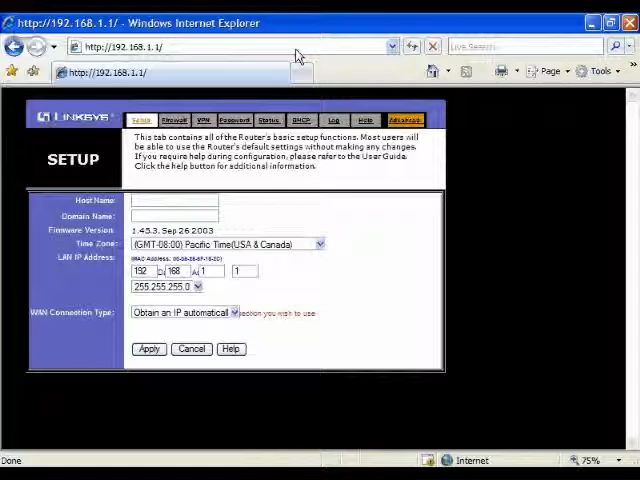 http://192.168.1.1/ - Windows Internet Explorer
http://192.168.1.1/
Live Search
http://192.168.1.1/
Page
Tools
LINKSYS
Setup Firewall VPN Password Status DHCP Log Help Advanced
SETUP
This tab contains all of the Router's basic setup functions. Most users will
be able to use the Router's default settings without making any changes.
If you require help during configuration, please refer to the User Guide.
Click the help button for additional information.
Host Name:
Domain Name:
Firmware Version: 1.45.3, Sep 26 2003
Time Zone: (GMT-08:00) Pacific Time(USA & Canada)
LAN IP Address:
192 168 1 1
255.255.255.0
WAN Connection Type: Obtain an IP automaticall section you wish to use
Apply Cancel Help
Done
Internet
75%